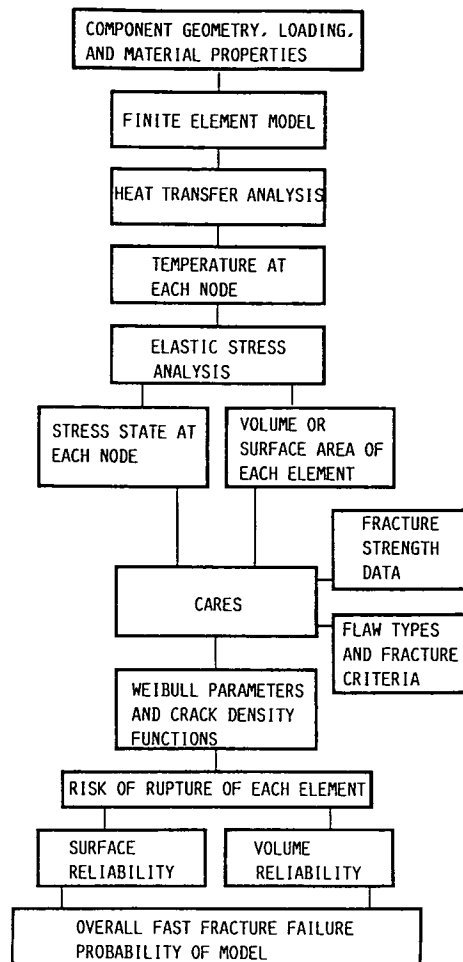 COMPONENT GEOMETRY, LOADING,
AND MATERIAL PROPERTIES
FINITE ELEMENT MODEL
HEAT TRANSFER ANALYSIS
TEMPERATURE AT
EACH NODE
ELASTIC STRESS
ANALYSIS
STRESS STATE AT
EACH NODE
VOLUME OR
SURFACE AREA OF
EACH ELEMENT
FRACTURE
STRENGTH
DATA
CARES
FLAW TYPES
AND FRACTURE
CRITERIA
WEIBULL PARAMETERS
AND CRACK DENSITY
FUNCTIONS
RISK OF RUPTURE OF EACH ELEMENT
SURFACE
RELIABILITY
VOLUME
RELIABILITY
OVERALL FAST FRACTURE FAILURE
PROBABILITY OF MODEL